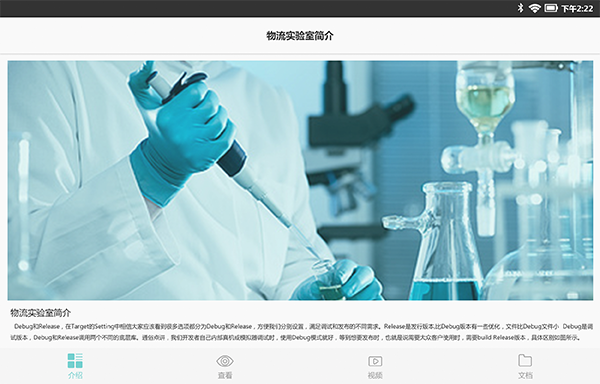 下午2:22
物流实验室简介
物流实验室简介
Debug和Release，在Target的Setting中相信大家应该看到很多选项都分为Debug和Release，方便我们分别设置，满足调试和发布的不同需求。Release是发行版本,比Debug版本有一些优化，文件比Debug文件小 Debug是调
试版本，Debug和Release调用两个不同的底层库。通俗点讲，我们开发者自己内部真机或模拟器调试时，使用Debug模式就好，等到想要发布时，也就是说需要大众客户使用时，需要build Release版本，具体区别如图所示。
介绍 查看 视频 文档